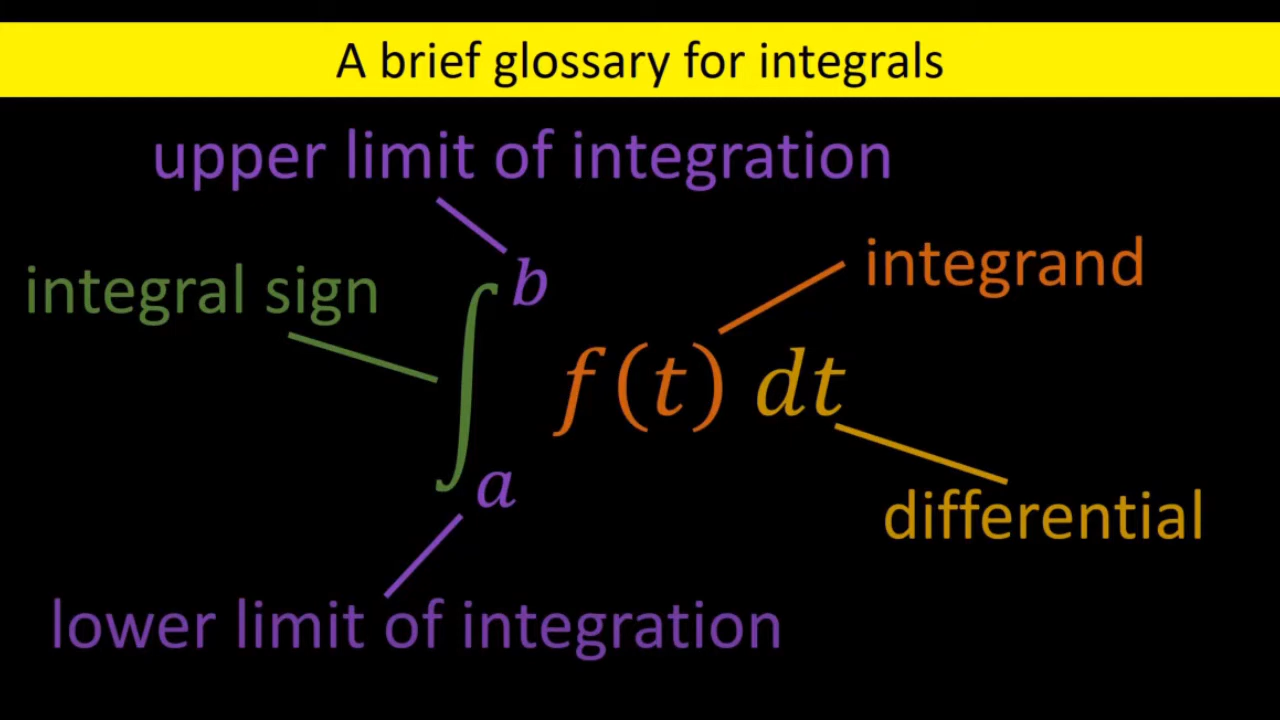 A brief glossary for integrals
upper limit of integration
integral sign
integrand
b
∫ f(t) dt
a
differential
lower limit of integration